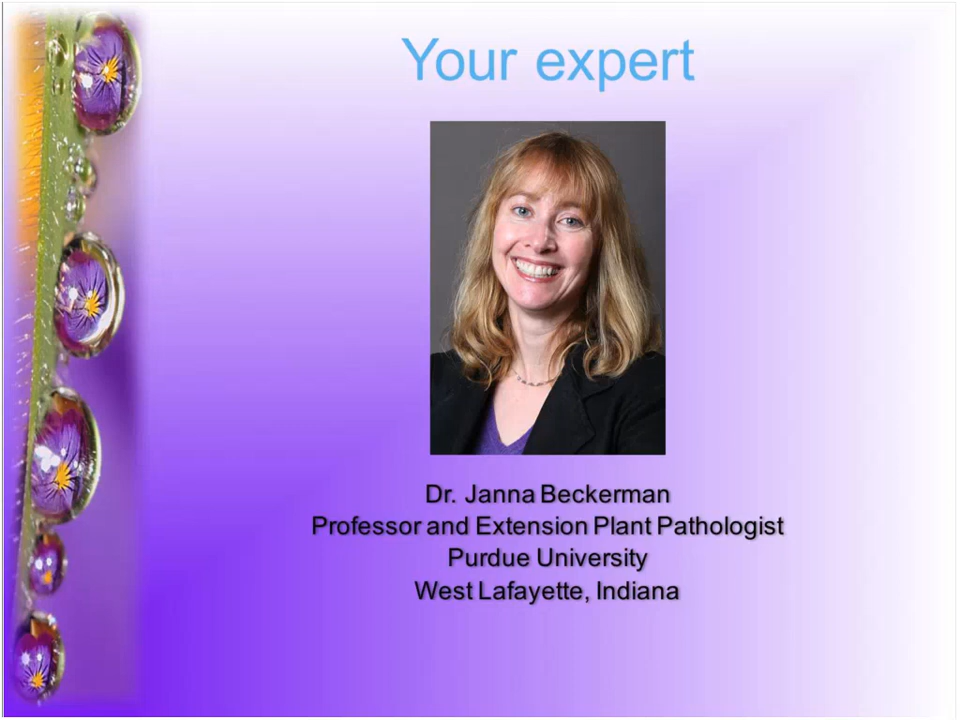 Your expert
Dr. Janna Beckerman
Professor and Extension Plant Pathologist
Purdue University
West Lafayette, Indiana